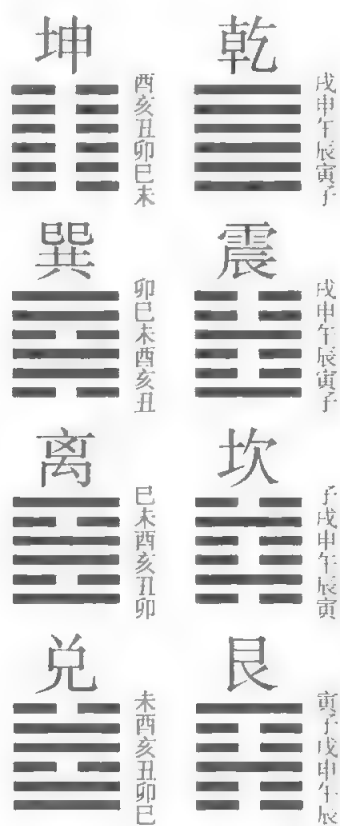 乾
戌申午辰寅子
坤
酉亥丑卯巳未
震
戌申午辰寅子
巽
卯巳未酉亥丑
坎
子戌申午辰寅
离
巳未酉亥丑卯
艮
寅子戌申午辰
兑
未酉亥丑卯巳